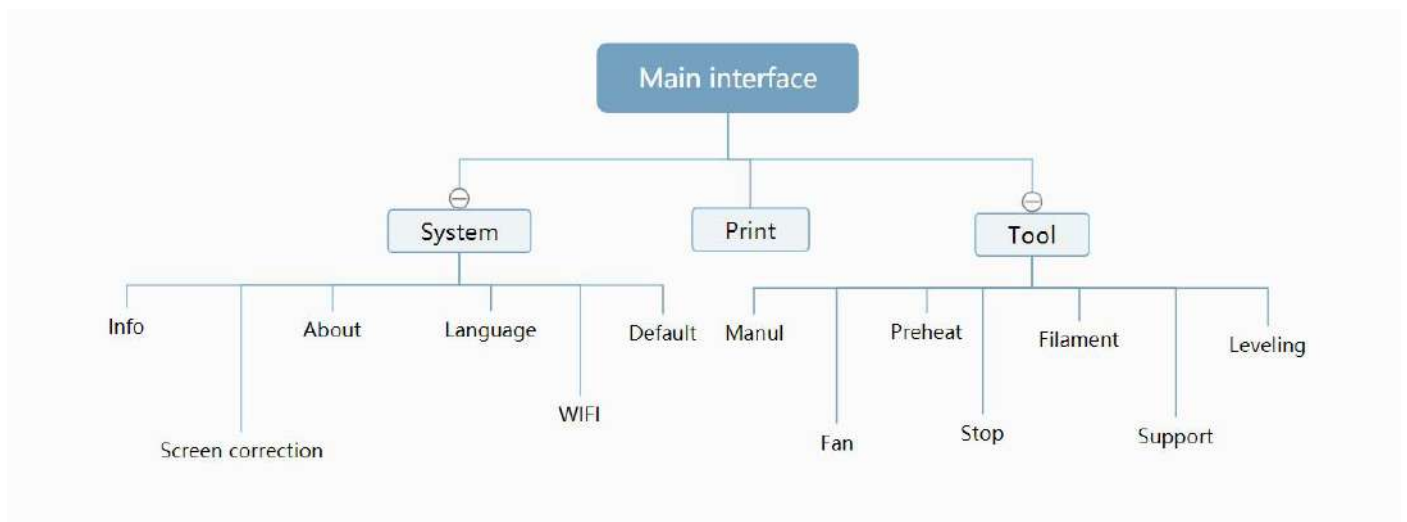 Main interface
System
Print
Tool
Info
Screen correction
About
Language
WIFI
Default
Manul
Fan
Preheat
Stop
Filament
Support
Leveling